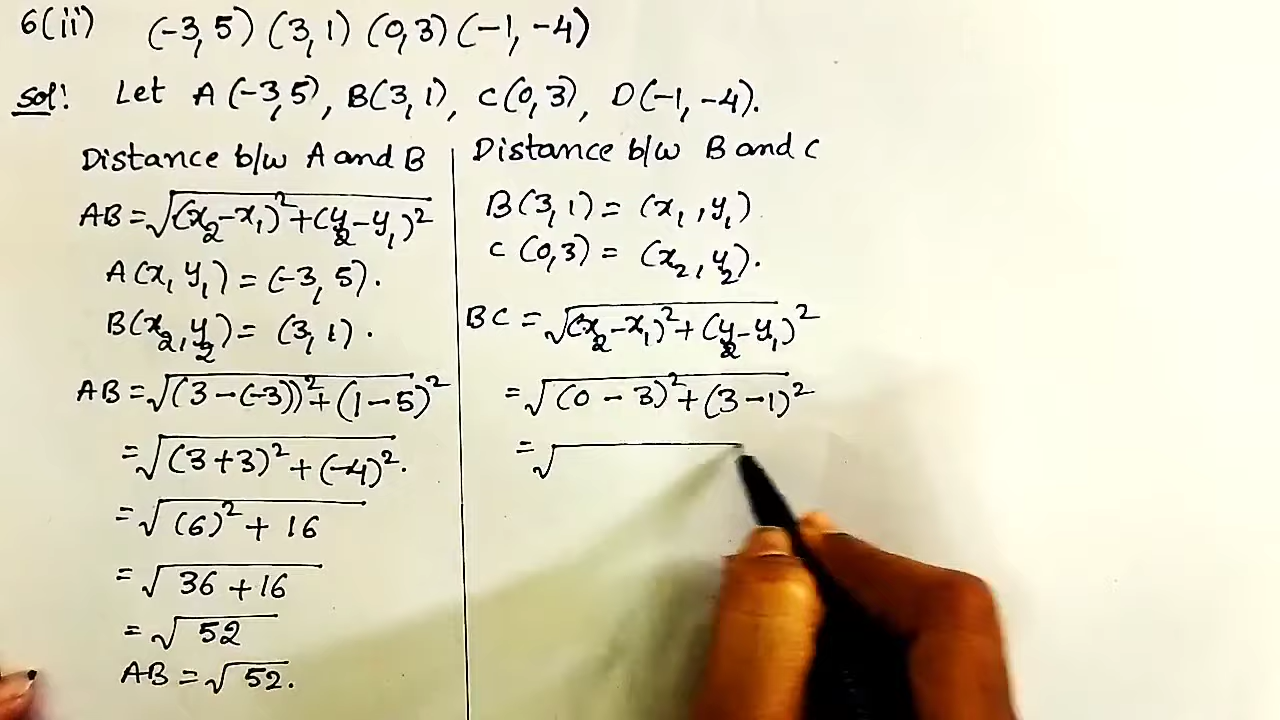 6(ii) (-3, 5) (3, 1) (0, 3) (-1, -4)
Sol: Let A(-3, 5), B(3, 1), C(0, 3), D(-1, -4).
Distance b/w A and B
AB = √(x₂ - x₁)² + (y₂ - y₁)²
A(x₁ y₁) = (-3, 5).
B(x₂, y₂) = (3, 1).
AB = √(3 - (-3))² + (1 - 5)²
= √(3 + 3)² + (-4)².
= √(6)² + 16
= √36 + 16
= √52
AB = √52.
Distance b/w B and C
B(3, 1) = (x₁, y₁)
C(0, 3) = (x₂, y₂).
BC = √(x₂ - x₁)² + (y₂ - y₁)²
= √(0 - 3)² + (3 - 1)²
= √